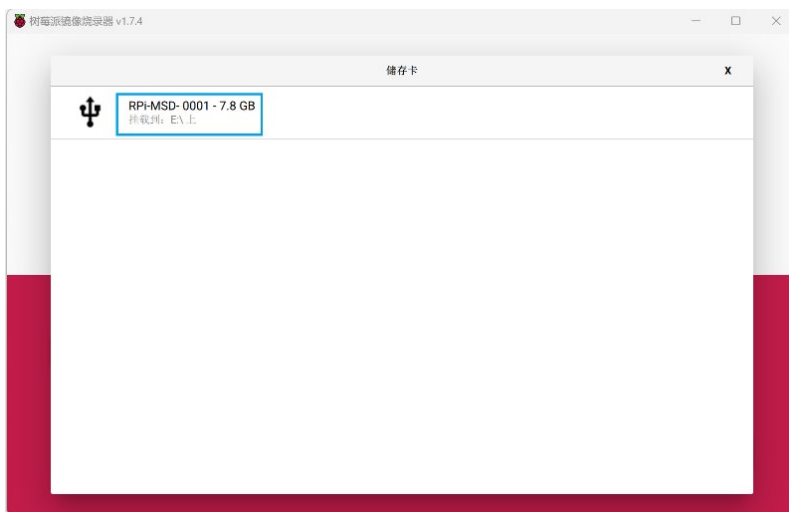 树莓派镜像烧录器 v1.7.4
储存卡
x
RPi-MSD- 0001 - 7.8 GB
挂载到：E:\ 上